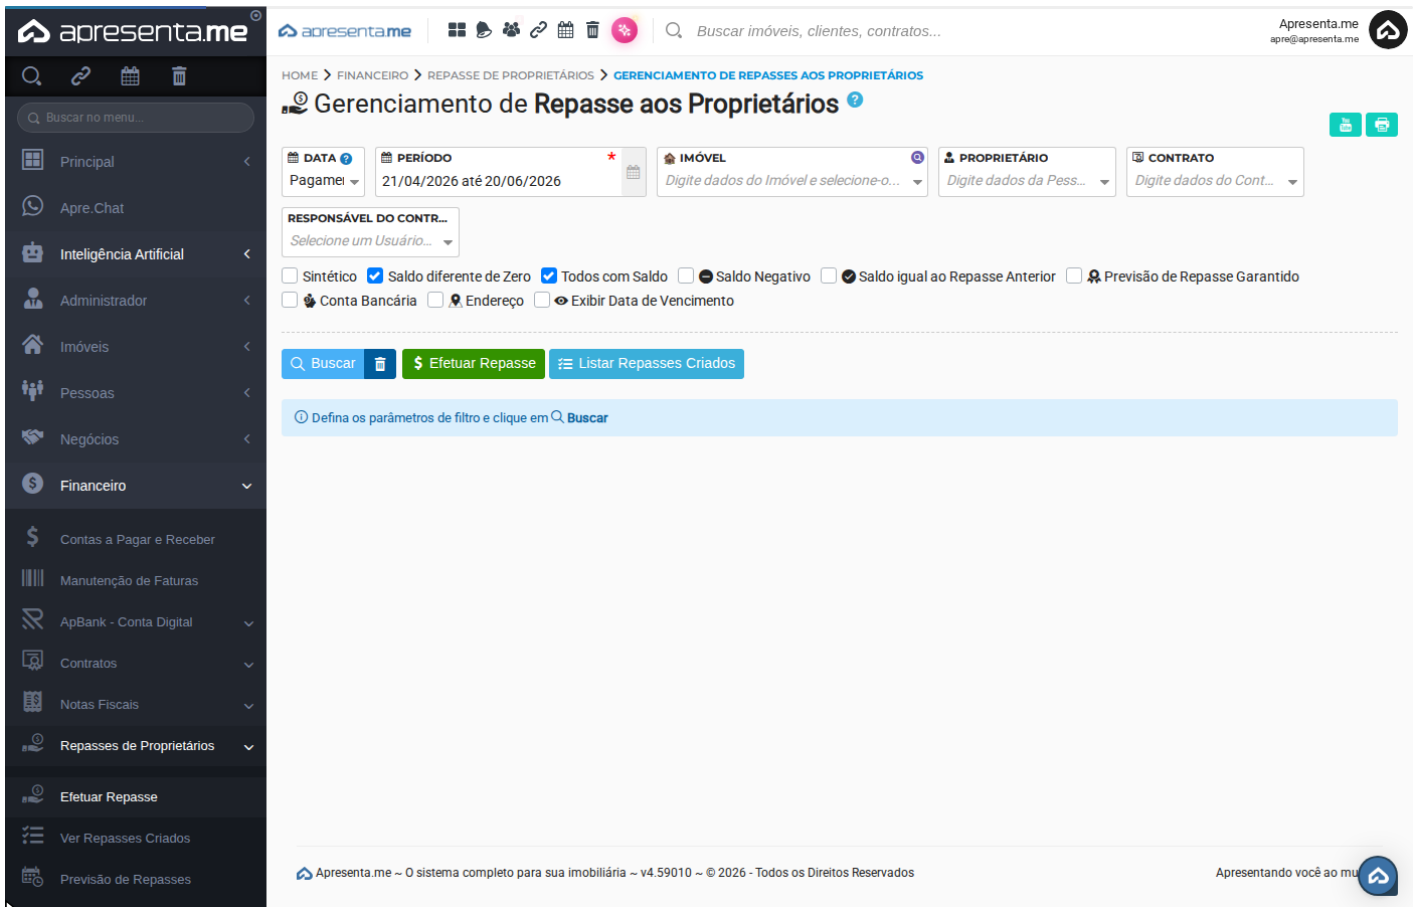 apresenta.me
Buscar no menu...
Principal
Apre.Chat
Inteligência Artificial
Administrador
Imóveis
Pessoas
Negócios
Financeiro
Contas a Pagar e Receber
Manutenção de Faturas
ApBank - Conta Digital
Contratos
Notas Fiscais
Repasses de Proprietários
Efetuar Repasse
Ver Repasses Criados
Previsão de Repasses
apresenta.me
Buscar imóveis, clientes, contratos...
Apresenta.me
apre@apresenta.me
HOME > FINANCEIRO > REPASSE DE PROPRIETÁRIOS > GERENCIAMENTO DE REPASSES AOS PROPRIETÁRIOS
Gerenciamento de Repasse aos Proprietários
DATA PERÍODO * IMÓVEL PROPRIETÁRIO CONTRATO
Pagamer 21/04/2026 até 20/06/2026 Digite dados do Imóvel e selecione-o... Digite dados da Pess... Digite dados do Cont...
RESPONSÁVEL DO CONTR...
Selecione um Usuário...
Sintético Saldo diferente de Zero Todos com Saldo Saldo Negativo Saldo igual ao Repasse Anterior Previsão de Repasse Garantido
Conta Bancária Endereço Exibir Data de Vencimento
Buscar $ Efetuar Repasse Listar Repasses Criados
Defina os parâmetros de filtro e clique em Buscar
Apresenta.me ~ O sistema completo para sua imobiliária ~ v4.59010 ~ © 2026 - Todos os Direitos Reservados Apresentando você ao mu